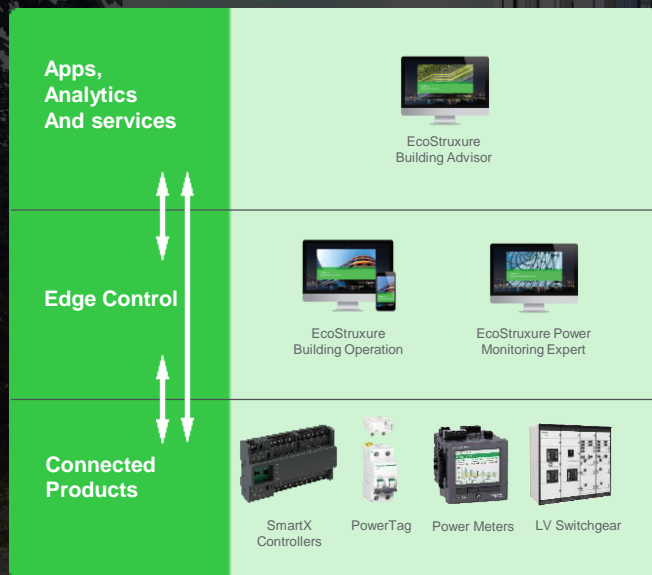 Apps,
Analytics
And services
EcoStruxure
Building Advisor
Edge Control
EcoStruxure
Building Operation
EcoStruxure Power
Monitoring Expert
Connected
Products
SmartX
Controllers
PowerTag
Power Meters
LV Switchgear